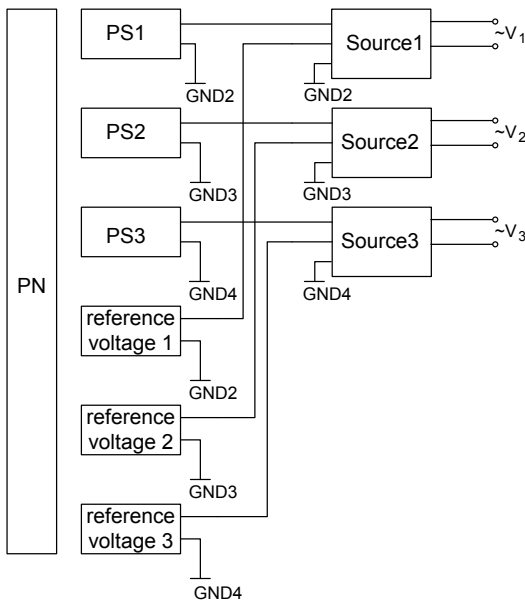 PS1
Source1
~V1
GND2
GND2
PS2
Source2
~V2
GND3
GND3
PS3
Source3
~V3
GND4
GND4
PN
reference
voltage 1
GND2
reference
voltage 2
GND3
reference
voltage 3
GND4